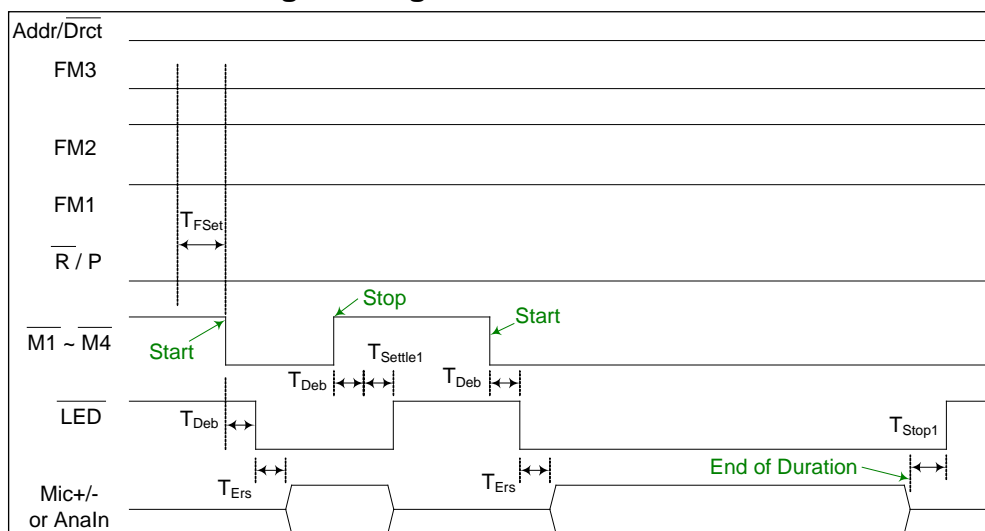 Addr/Drct
FM3
FM2
FM1
TFSet
R / P
Stop
Start
M1 ~ M4
Start
TSettle1
TDeb
TDeb
LED
TDeb
TStop1
End of Duration
TErs
TErs
Mic+/-
or AnaIn